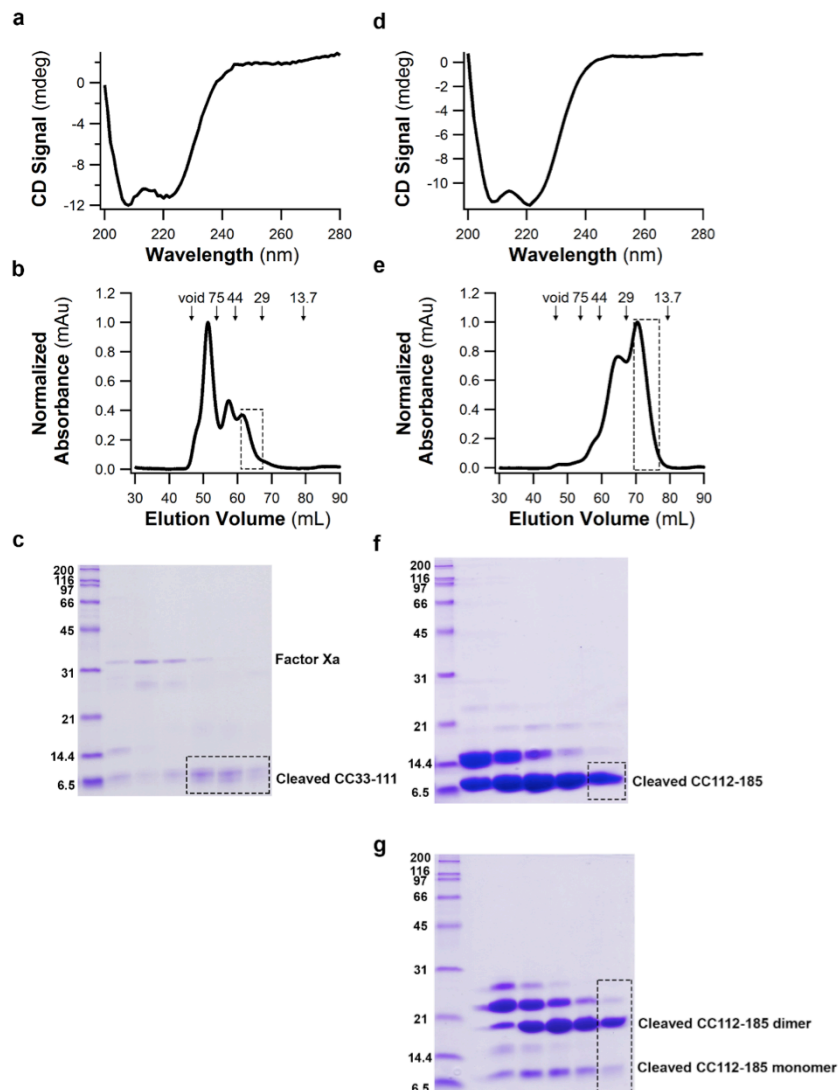 a
CD Signal (mdeg)
0
-4
-8
-12
200 220 240 260 280
Wavelength (nm)
b
Normalized
Absorbance (mAu)
void 75 44 29 13.7
1.2
1.0
0.8
0.6
0.4
0.2
0.0
30 40 50 60 70 80 90
Elution Volume (mL)
c
200
116
97
66
45
31
21
14.4
6.5
Factor Xa
Cleaved CC33-111
d
CD Signal (mdeg)
0
-2
-4
-6
-8
-10
200 220 240 260 280
Wavelength (nm)
e
Normalized
Absorbance (mAu)
void 75 44 29 13.7
1.2
1.0
0.8
0.6
0.4
0.2
0.0
30 40 50 60 70 80 90
Elution Volume (mL)
f
200
116
97
66
45
31
21
14.4
6.5
Cleaved CC112-185
g
200
116
97
66
45
31
21
14.4
6.5
Cleaved CC112-185 dimer
Cleaved CC112-185 monomer